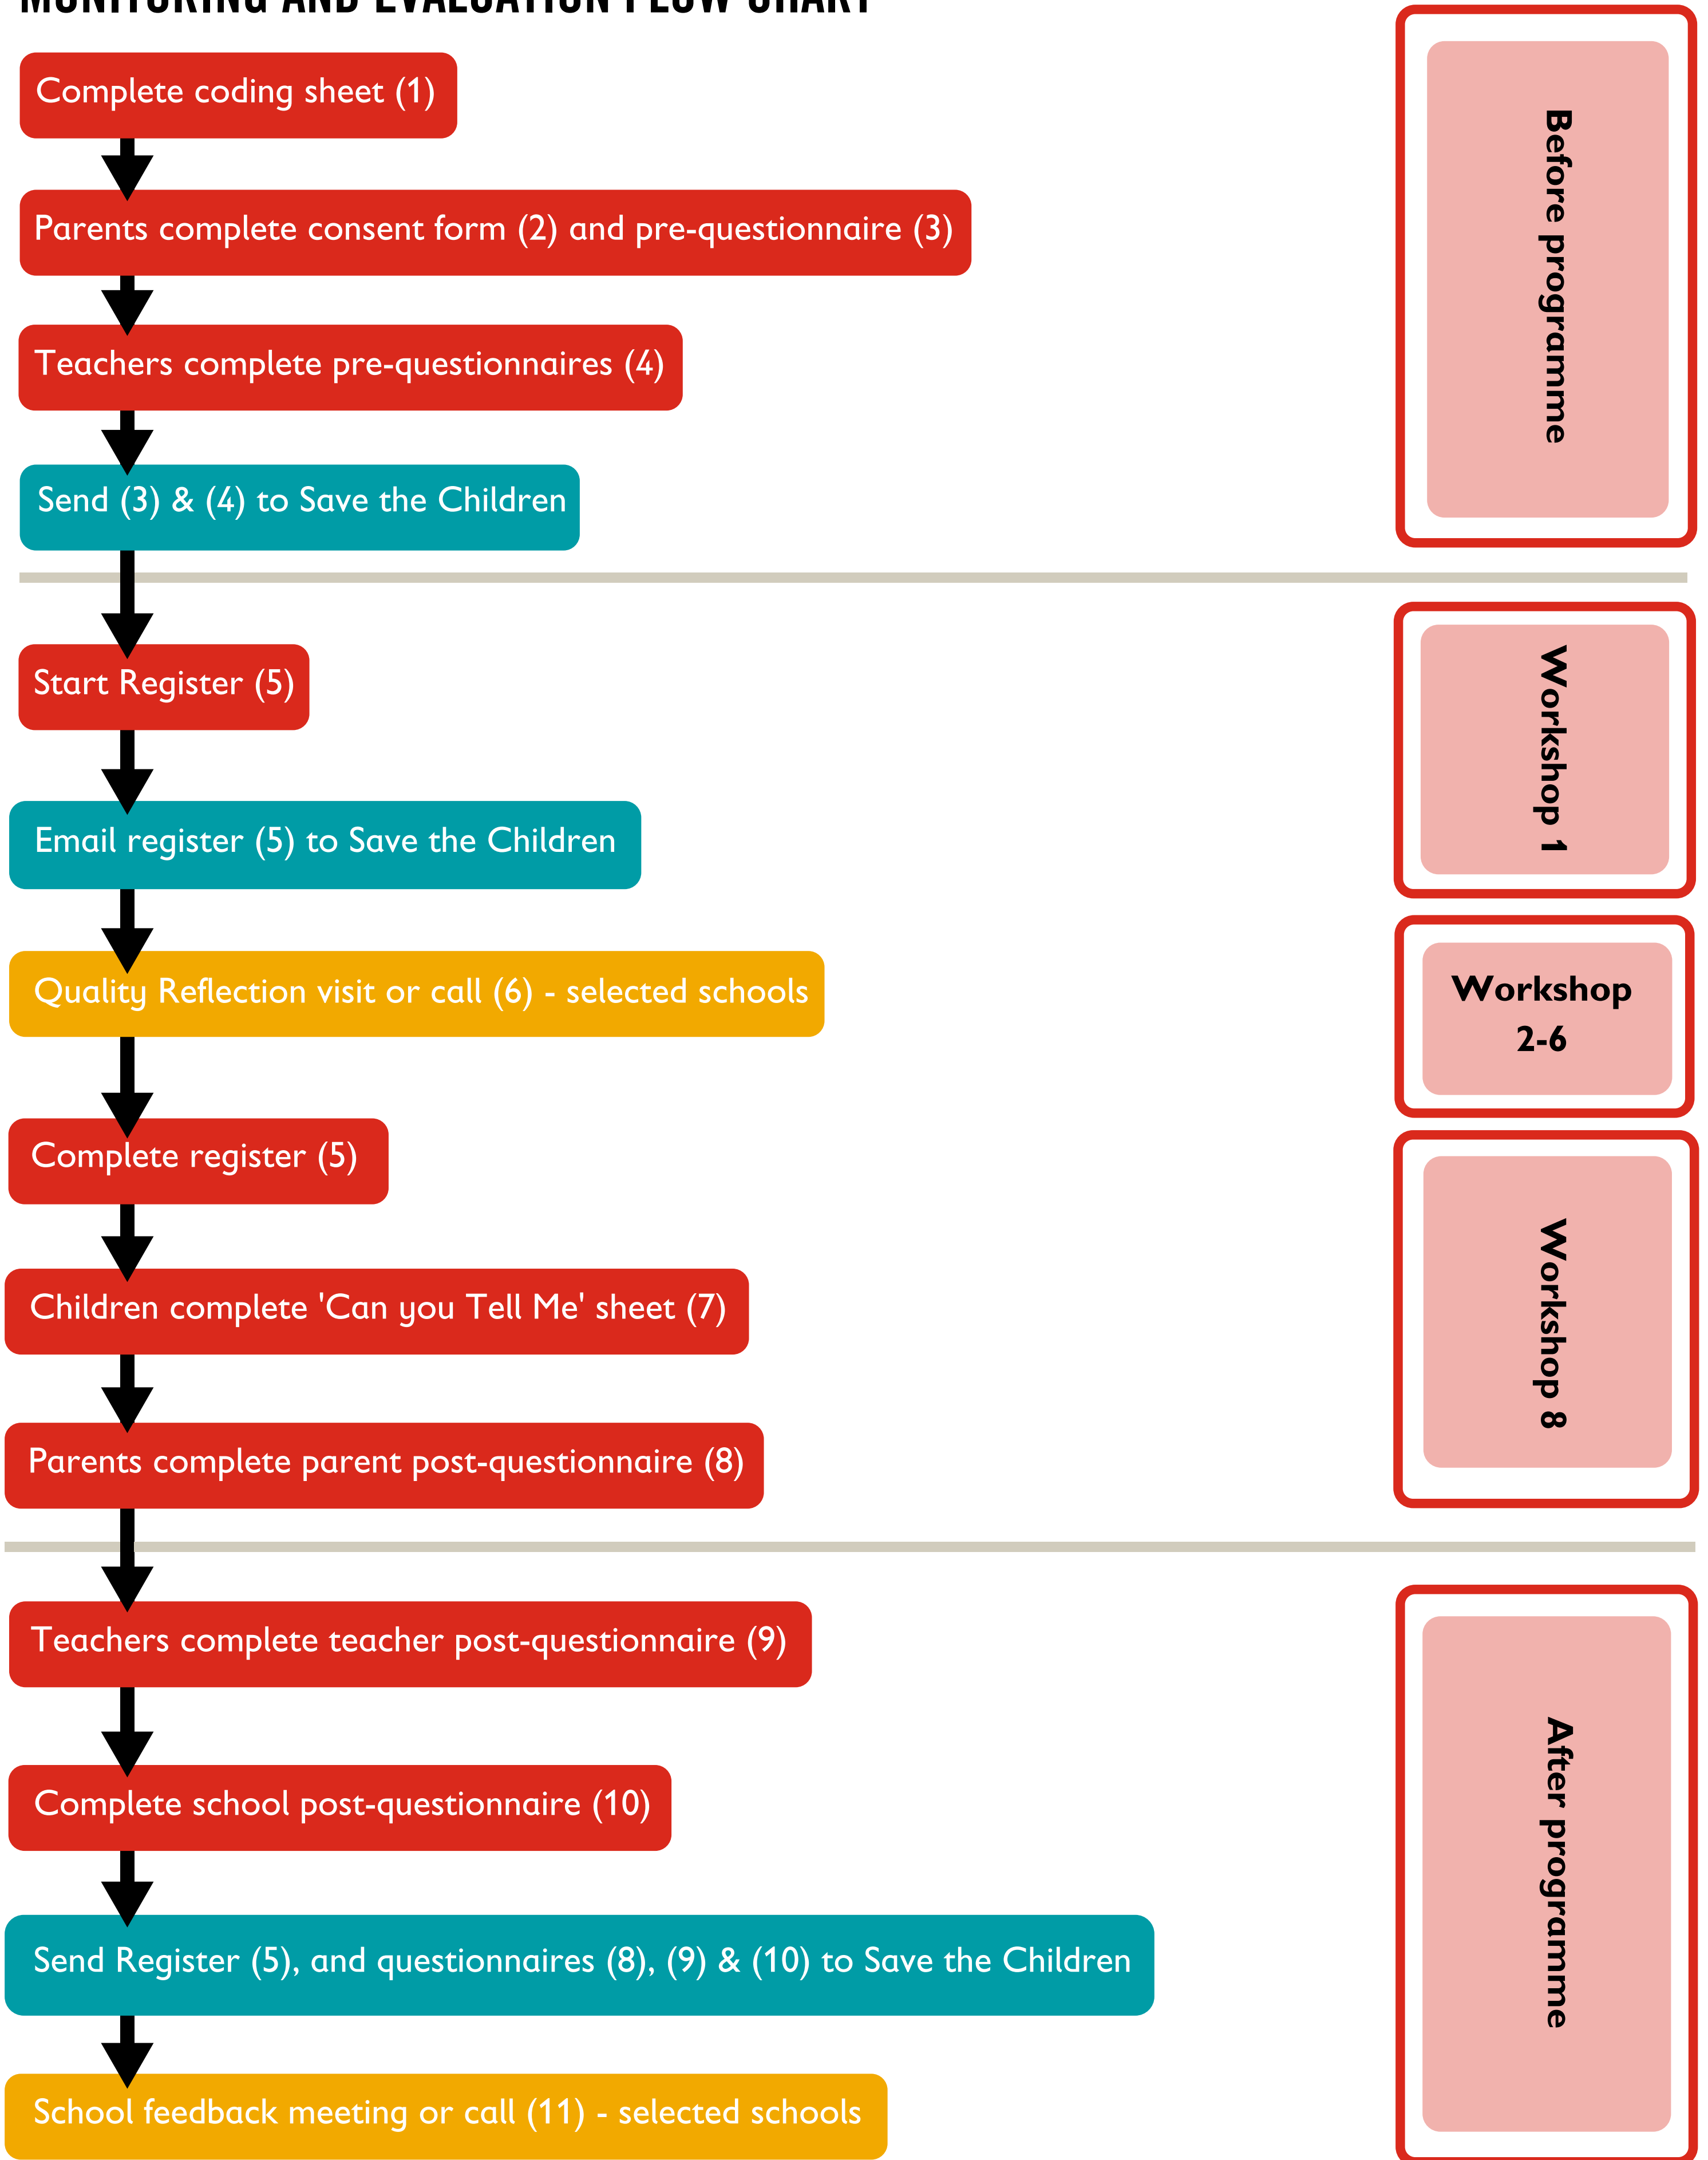 MONITORING AND EVALUATION FLOW CHART
Complete coding sheet (1)
Parents complete consent form (2) and pre-questionnaire (3)
Teachers complete pre-questionnaires (4)
Send (3) & (4) to Save the Children
Before programme
Start Register (5)
Email register (5) to Save the Children
Workshop 1
Quality Reflection visit or call (6) - selected schools
Workshop
2-6
Complete register (5)
Children complete 'Can you Tell Me' sheet (7)
Parents complete parent post-questionnaire (8)
Workshop 8
Teachers complete teacher post-questionnaire (9)
Complete school post-questionnaire (10)
Send Register (5), and questionnaires (8), (9) & (10) to Save the Children
School feedback meeting or call (11) - selected schools
After programme